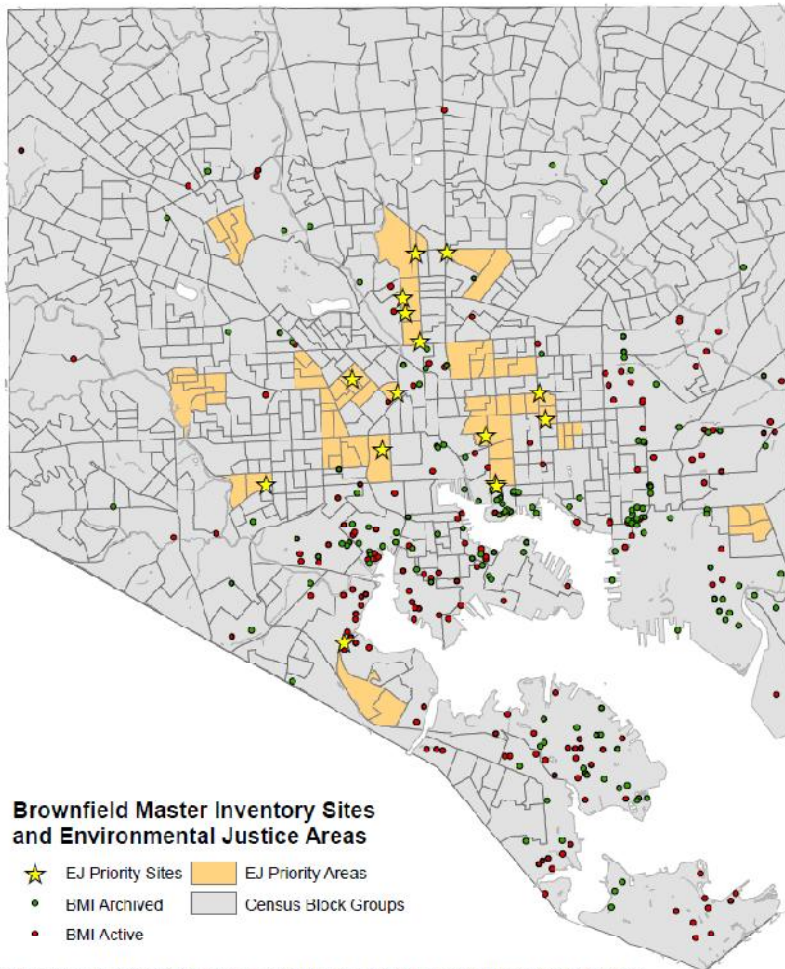 Brownfield Master Inventory Sites
and Environmental Justice Areas
EJ Priority Sites
EJ Priority Areas
BMI Archived
Census Block Groups
BMI Active